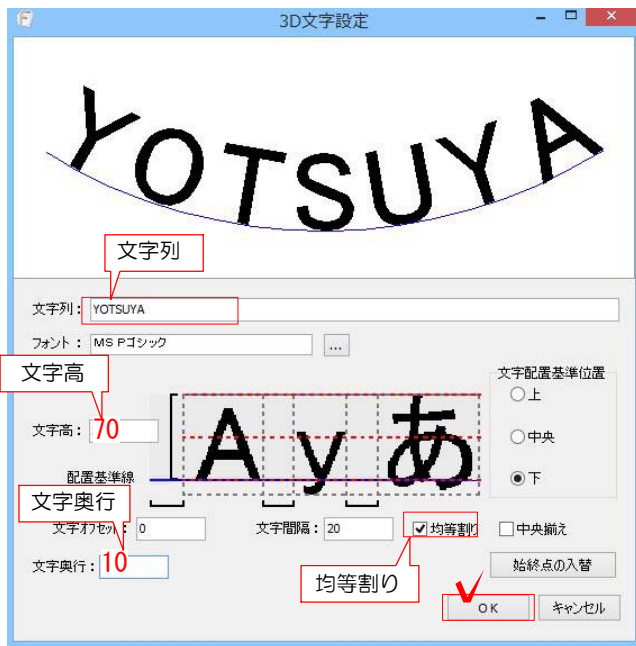 3D文字設定
YOTSUYA
文字列
文字列： YOTSUYA
フォント： MS Pゴシック ...
文字高
文字配置基準位置
上
文字高： 70
Ayあ
中央
配置基準線
下
文字奥行
文字オフセット： 0 文字間隔： 20 均等割り 中央揃え
文字奥行： 10
均等割り
始終点の入替
OK キャンセル